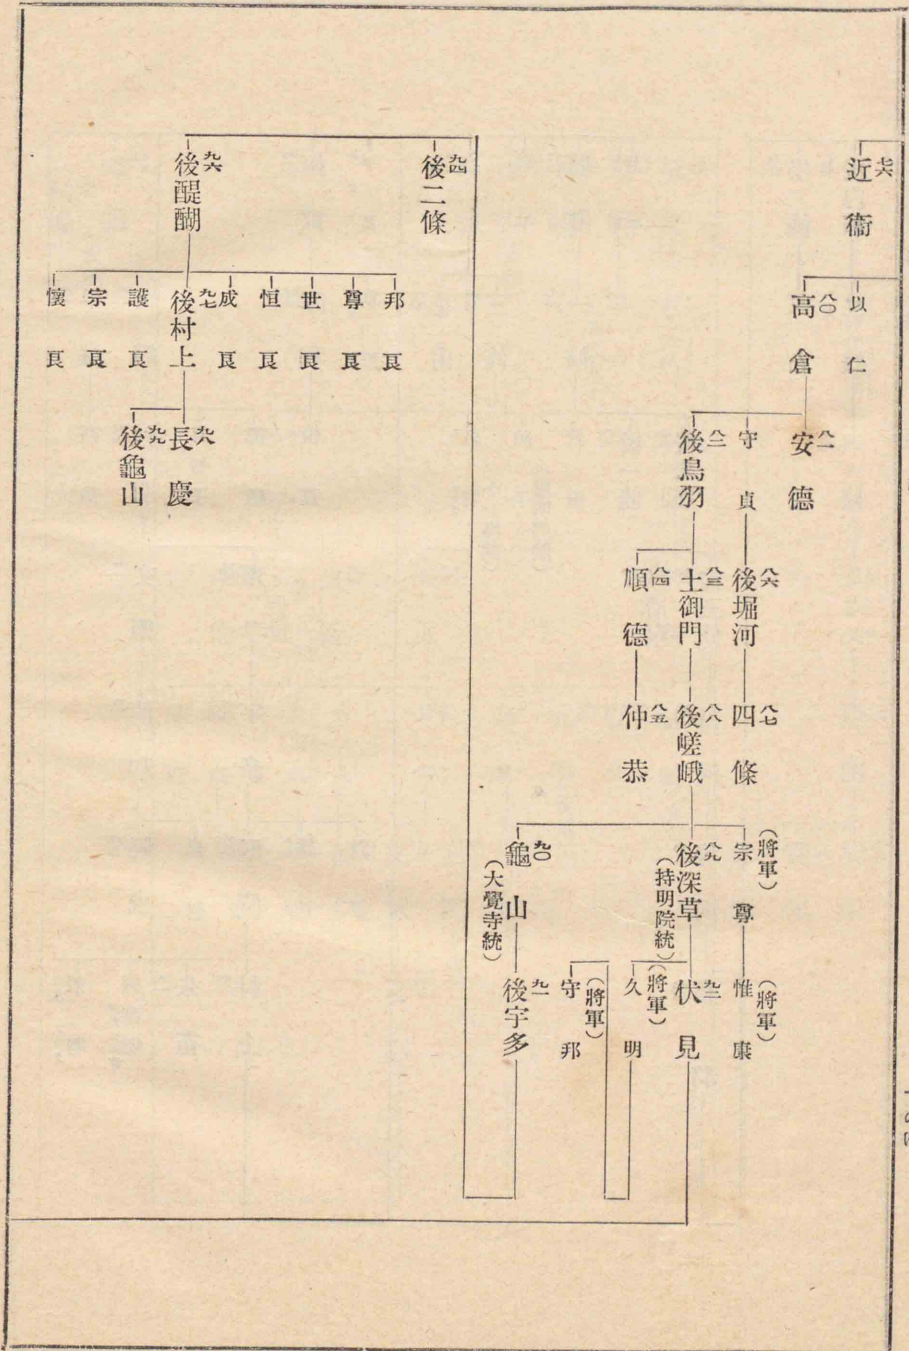 七六 近衞
以仁
八〇 高倉
八一 安德
守貞
八二 後鳥羽
八六 後堀河
八三 土御門
八四 順德
八七 四條
八八 後嵯峨
八五 仲恭
(將軍) 宗尊
八九 後深草 (持明院統)
九〇 龜山 (大覺寺統)
(將軍) 惟康
九二 伏見
(將軍) 久明
(將軍) 守邦
九一 後宇多
九四 後二條
九六 後醍醐
邦良
尊良
世良
恒良
成良
九七 後村上
護良
宗良
懷良
九八 長慶
九九 後龜山